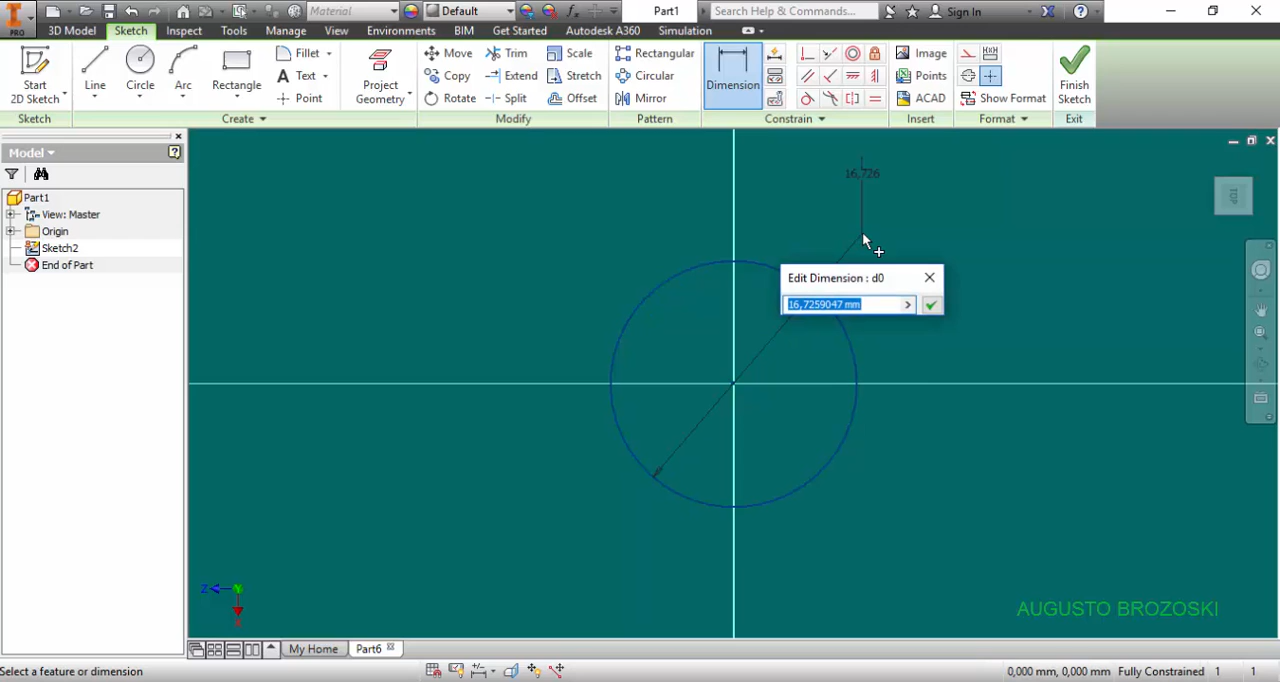 Material
Default
Part1
Search Help & Commands...
Sign In
PRO
3D Model
Sketch
Inspect
Tools
Manage
View
Environments
BIM
Get Started
Autodesk A360
Simulation
Start
2D Sketch
Line
Circle
Arc
Rectangle
Fillet
Text
Point
Project
Geometry
Move
Copy
Rotate
Trim
Extend
Split
Scale
Stretch
Offset
Rectangular
Circular
Mirror
Dimension
Image
Points
ACAD
Show Format
Finish
Sketch
Sketch
Create
Modify
Pattern
Constrain
Insert
Format
Exit
Model
Part1
View: Master
Origin
Sketch2
End of Part
16,726
Edit Dimension : d0
16,7259047 mm
TOP
Z
Y
AUGUSTO BROZOSKI
My Home
Part6
Select a feature or dimension
0,000 mm, 0,000 mm
Fully Constrained
1
1